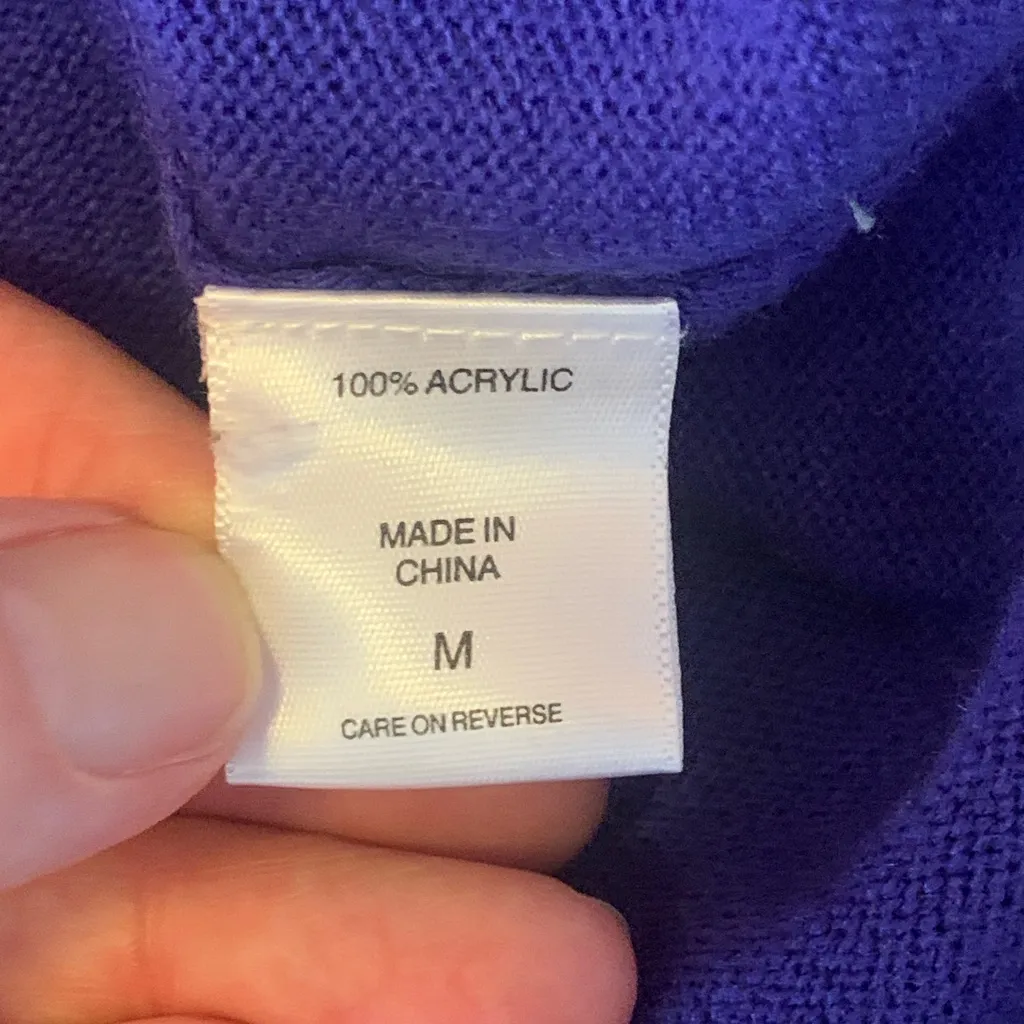 100% ACRYLIC
MADE IN
CHINA
M
CARE ON REVERSE